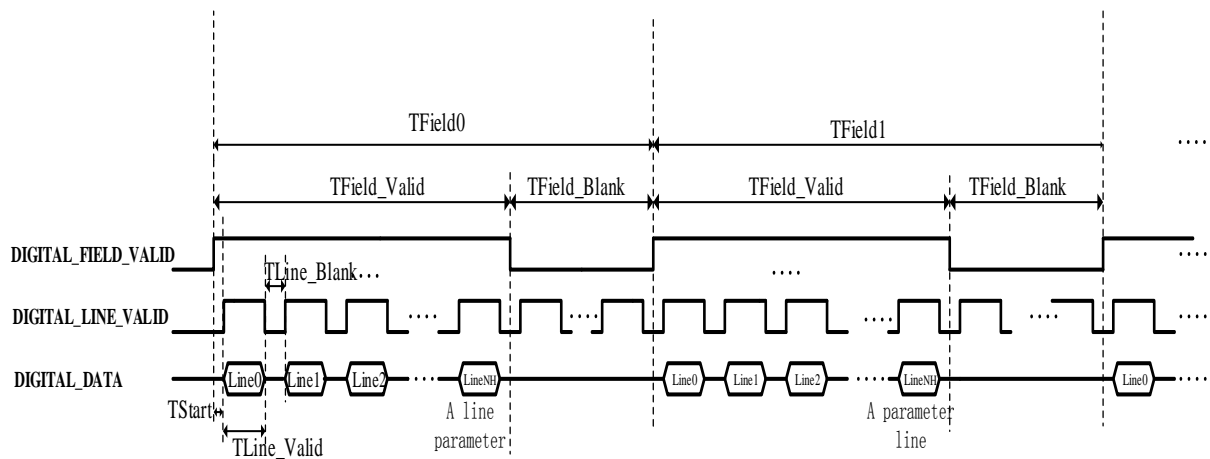 TField0
TField1
....
TField_Valid
TField_Blank
TField_Valid
TField_Blank
DIGITAL_FIELD_VALID
TLine_Blank...
....
....
DIGITAL_LINE_VALID
....
....
....
....
....
DIGITAL_DATA
Line0
Line1
Line2
....
LineNH
Line0
Line1
Line2
....
LineNH
Line0
....
TStart
A line
parameter
A parameter
line
TLine_Valid